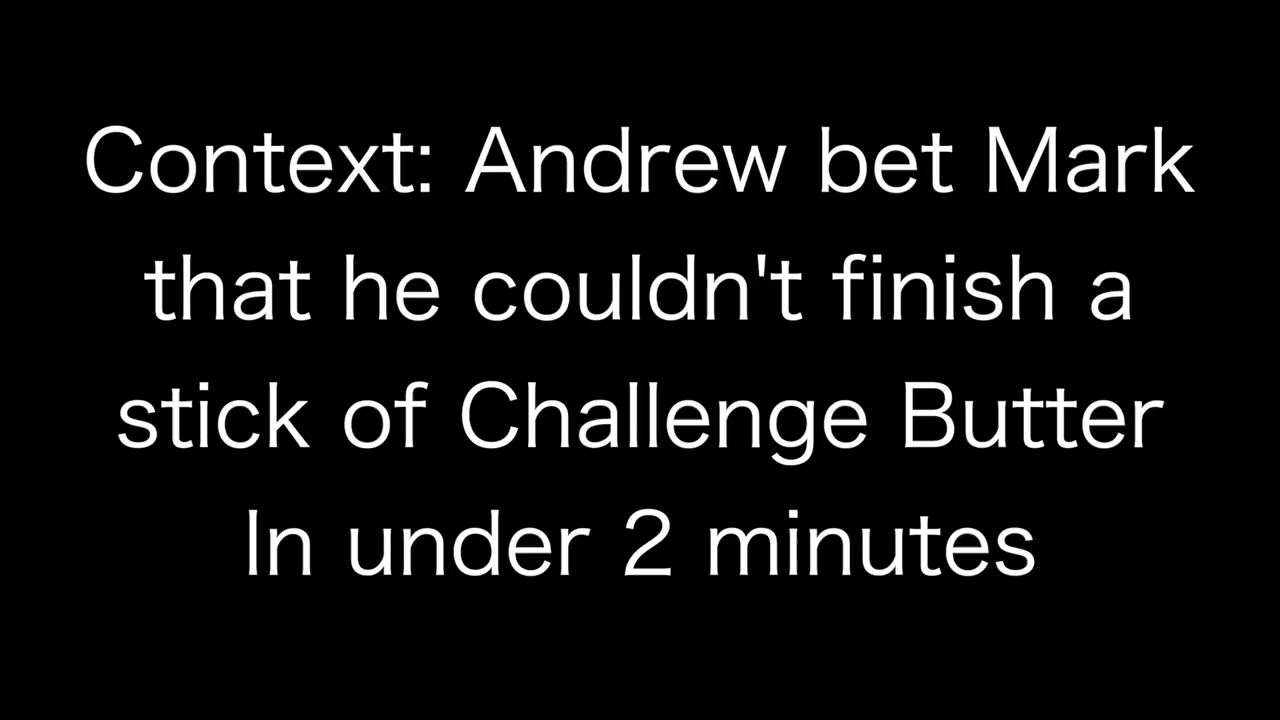 Context: Andrew bet Mark
that he couldn't finish a
stick of Challenge Butter
In under 2 minutes